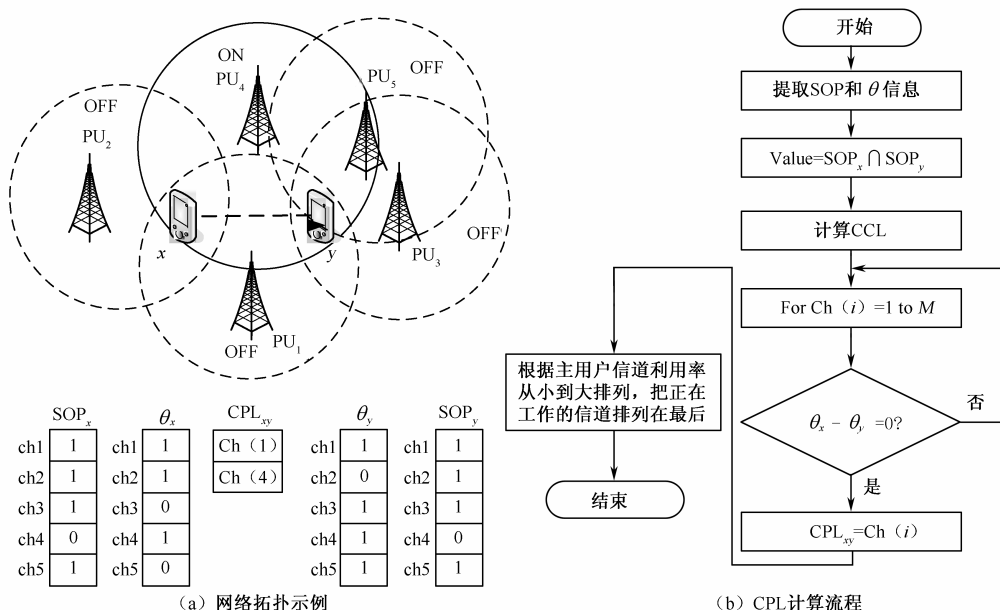 ON
PU4
PU5
OFF
OFF
PU2
OFF
PU3
x
y
OFF
PU1
SOPx
θx
CPLxy
θy
SOPy
ch1 1 ch1 1 Ch（1） ch1 1 ch1 1
ch2 1 ch2 1 Ch（4） ch2 0 ch2 1
ch3 1 ch3 0 ch3 1 ch3 1
ch4 0 ch4 1 ch4 1 ch4 0
ch5 1 ch5 0 ch5 1 ch5 1
（a）网络拓扑示例
开始
提取SOP和 θ 信息
Value=SOPx⋂SOPy
计算CCL
For Ch（i）=1 to M
θx－θy=0?
否
是
CPLxy=Ch（i）
根据主用户信道利用率
从小到大排列，把正在
工作的信道排列在最后
结束
（b）CPL计算流程